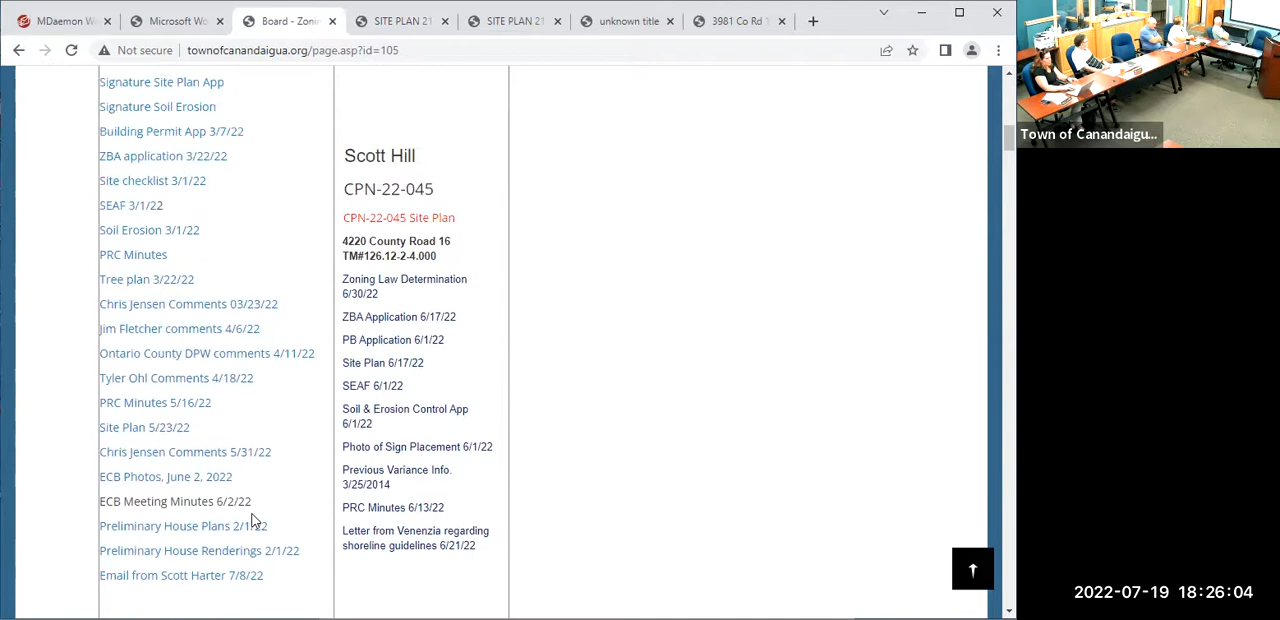 MDaemon W
Microsoft Wo
Board - Zonin
SITE PLAN 21
SITE PLAN 21
unknown title
3981 Co Rd 1
Not secure
townofcanandaigua.org/page.asp?id=105
Signature Site Plan App
Signature Soil Erosion
Building Permit App 3/7/22
ZBA application 3/22/22
Site checklist 3/1/22
SEAF 3/1/22
Soil Erosion 3/1/22
PRC Minutes
Tree plan 3/22/22
Chris Jensen Comments 03/23/22
Jim Fletcher comments 4/6/22
Ontario County DPW comments 4/11/22
Tyler Ohl Comments 4/18/22
PRC Minutes 5/16/22
Site Plan 5/23/22
Chris Jensen Comments 5/31/22
ECB Photos, June 2, 2022
ECB Meeting Minutes 6/2/22
Preliminary House Plans 2/1/22
Preliminary House Renderings 2/1/22
Email from Scott Harter 7/8/22
Scott Hill
CPN-22-045
CPN-22-045 Site Plan
4220 County Road 16
TM#126.12-2-4.000
Zoning Law Determination
6/30/22
ZBA Application 6/17/22
PB Application 6/1/22
Site Plan 6/17/22
SEAF 6/1/22
Soil & Erosion Control App
6/1/22
Photo of Sign Placement 6/1/22
Previous Variance Info.
3/25/2014
PRC Minutes 6/13/22
Letter from Venenzia regarding
shoreline guidelines 6/21/22
Town of Canandaigu...
2022-07-19 18:26:04